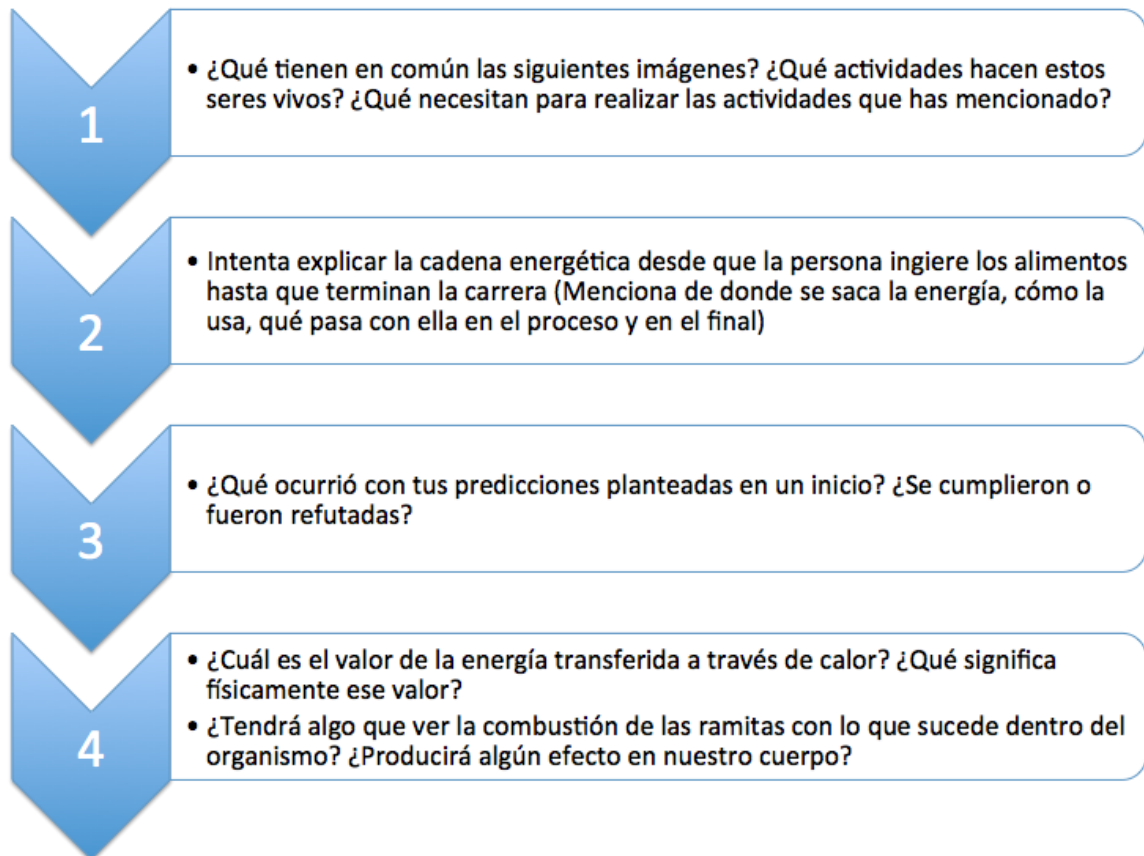 1
• ¿Qué tienen en común las siguientes imágenes? ¿Qué actividades hacen estos
seres vivos? ¿Qué necesitan para realizar las actividades que has mencionado?
2
• Intenta explicar la cadena energética desde que la persona ingiere los alimentos
hasta que terminan la carrera (Menciona de donde se saca la energía, cómo la
usa, qué pasa con ella en el proceso y en el final)
3
• ¿Qué ocurrió con tus predicciones planteadas en un inicio? ¿Se cumplieron o
fueron refutadas?
4
• ¿Cuál es el valor de la energía transferida a través de calor? ¿Qué significa
físicamente ese valor?
• ¿Tendrá algo que ver la combustión de las ramitas con lo que sucede dentro del
organismo? ¿Producirá algún efecto en nuestro cuerpo?